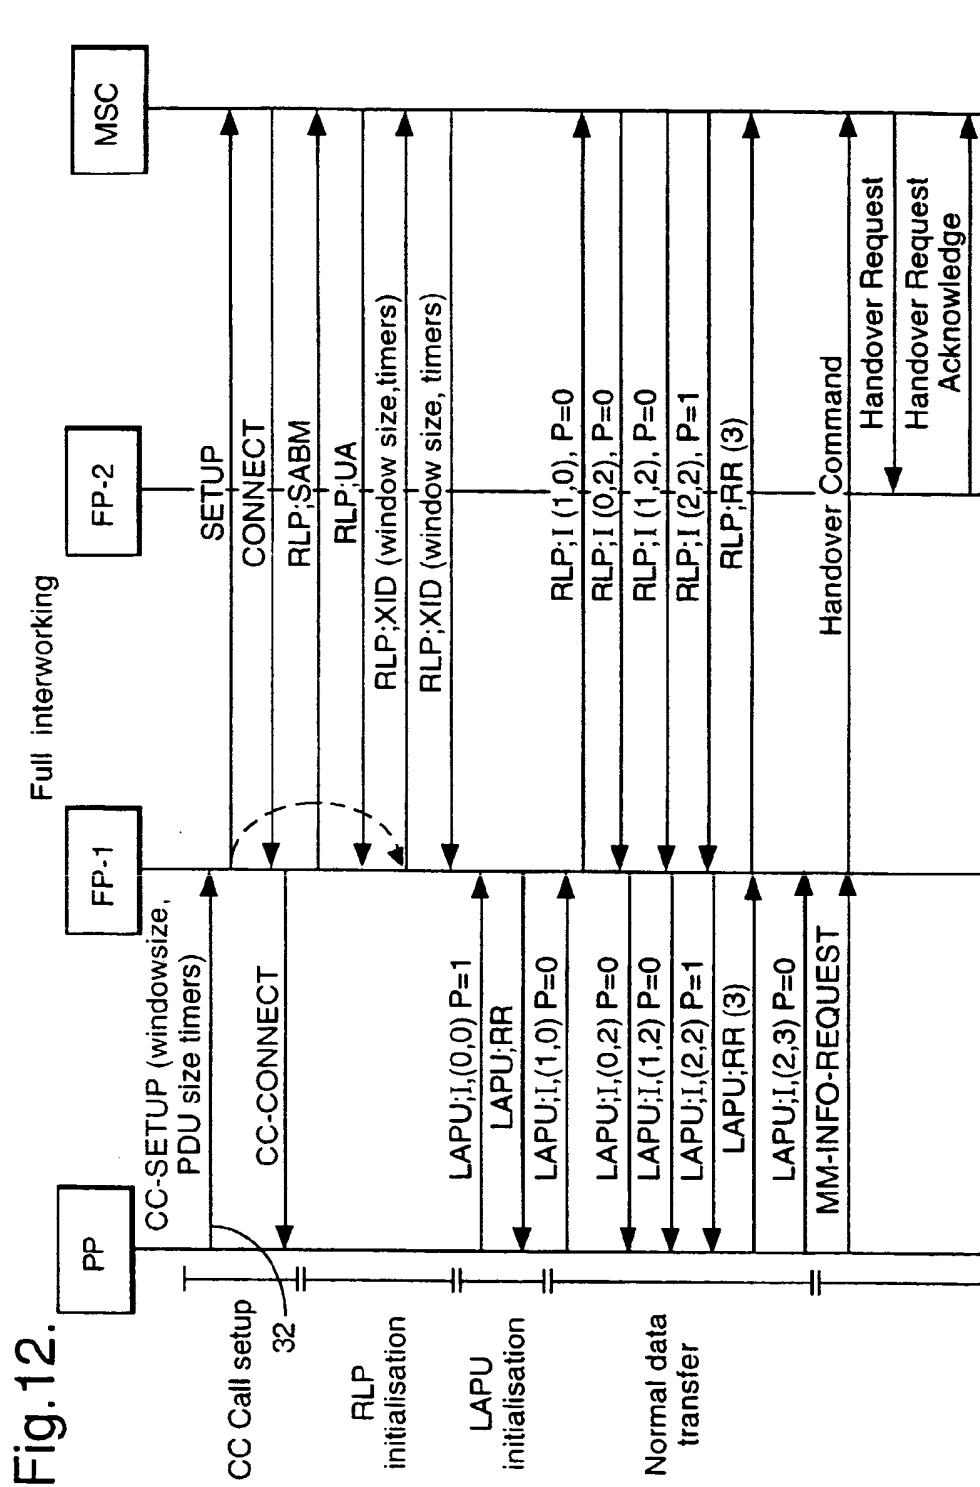 Fig.12.
Full interworking
PP
FP-1
FP-2
MSC
CC Call setup
32
CC-SETUP (windowsize,
PDU size timers)
SETUP
CONNECT
CC-CONNECT
RLP
initialisation
RLP;SABM
RLP;UA
RLP;XID (window size,timers)
RLP;XID (window size, timers)
LAPU
initialisation
LAPU;I,(0,0) P=1
LAPU;RR
LAPU;I,(1,0) P=0
RLP;I (1,0), P=0
Normal data
transfer
RLP;I (0,2), P=0
LAPU;I,(0,2) P=0
RLP;I (1,2), P=0
LAPU;I,(1,2) P=0
RLP;I (2,2), P=1
LAPU;I,(2,2) P=1
LAPU;RR (3)
RLP;RR (3)
LAPU;I,(2,3) P=0
MM-INFO-REQUEST
Handover Command
Handover Request
Handover Request
Acknowledge